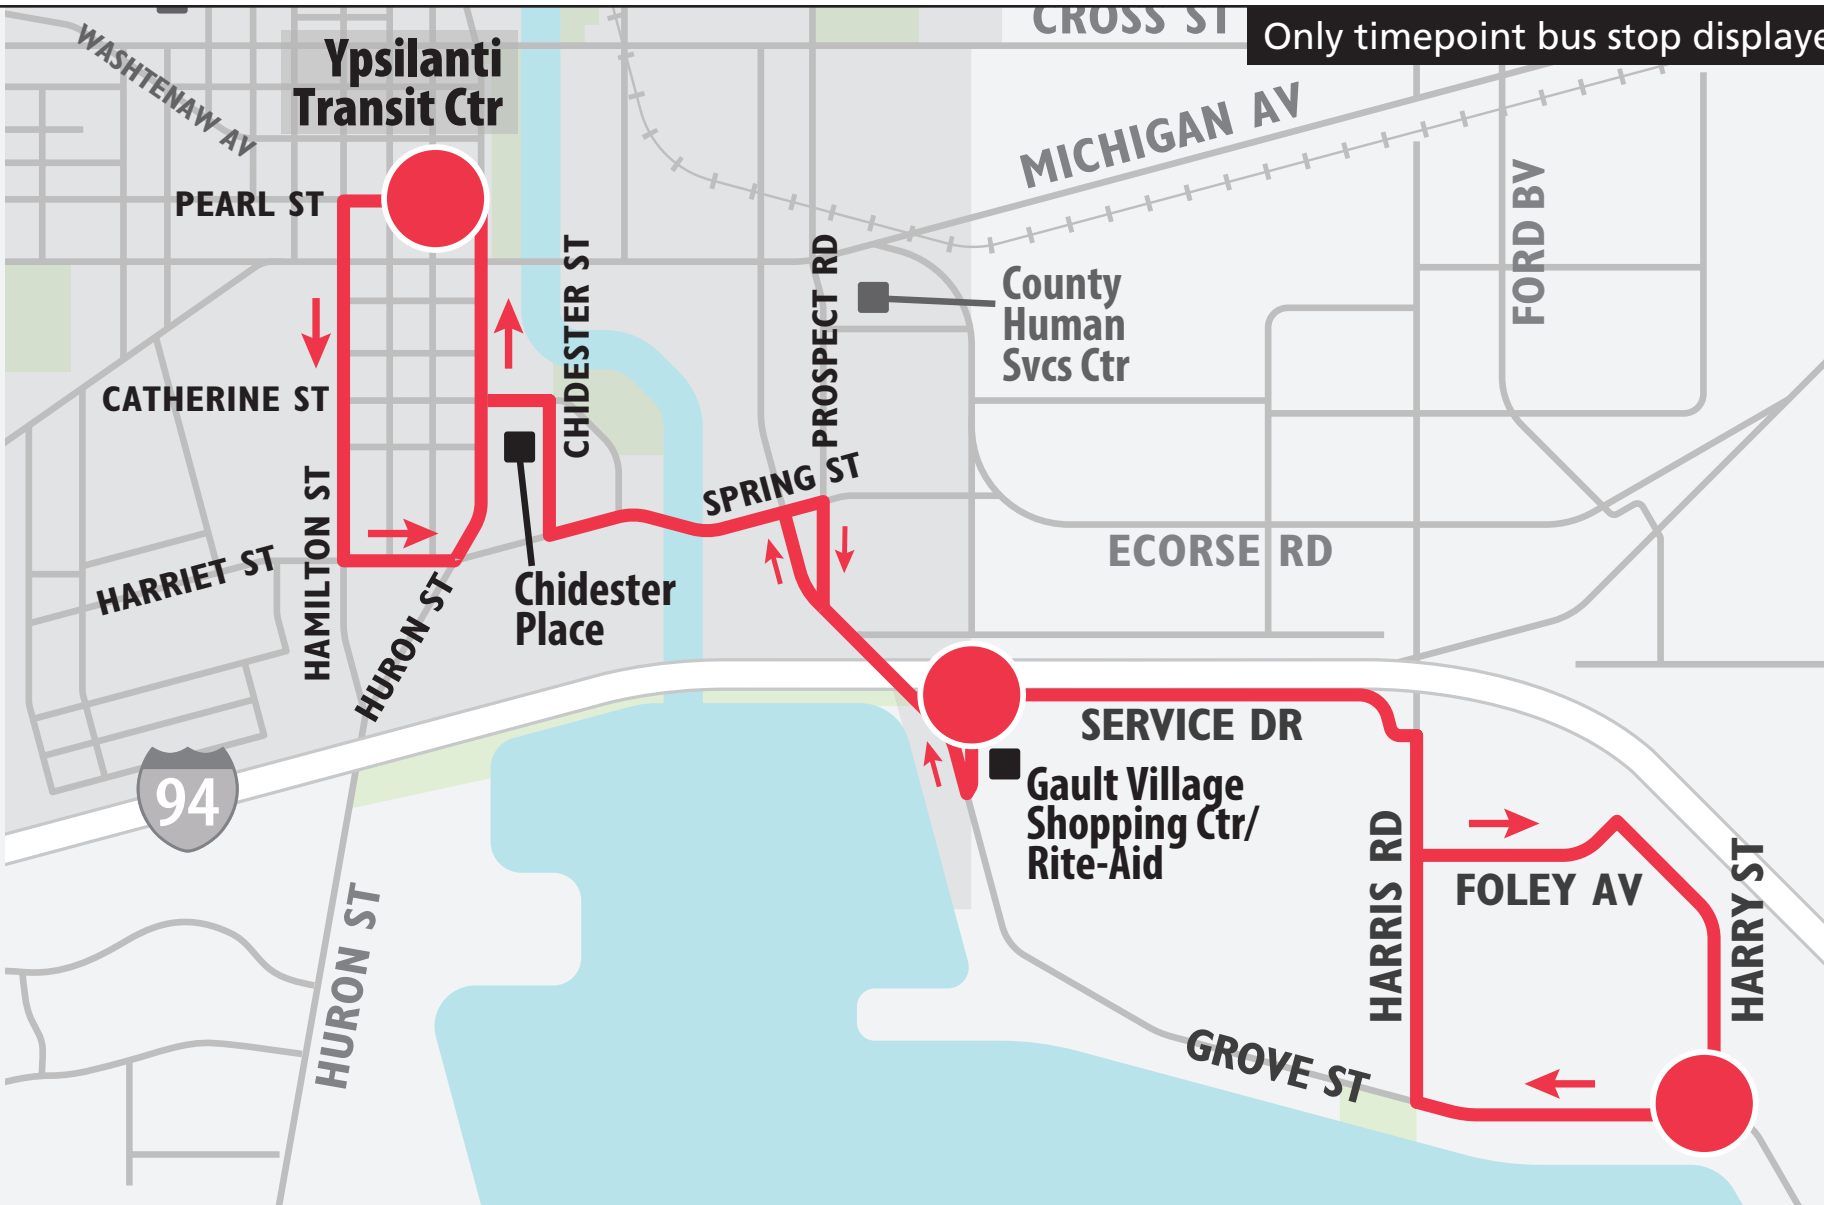 CROSS ST
Only timepoint bus stop displaye
WASHTENAW AV
Ypsilanti
Transit Ctr
MICHIGAN AV
FORD BV
PEARL ST
CHIDESTER ST
PROSPECT RD
County
Human
Svcs Ctr
CATHERINE ST
SPRING ST
HAMILTON ST
HARRIET ST
HURON ST
Chidester
Place
ECORSE RD
SERVICE DR
94
Gault Village
Shopping Ctr/
Rite-Aid
HARRIS RD
FOLEY AV
HARRY ST
HURON ST
GROVE ST